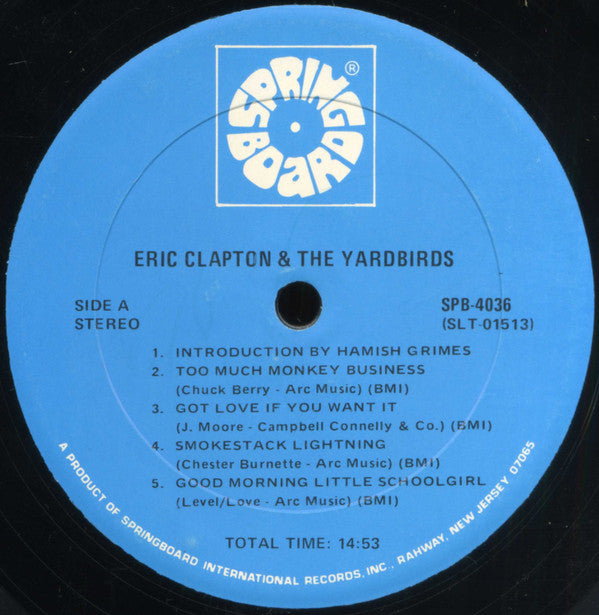 SPRINGBOARD ®
ERIC CLAPTON & THE YARDBIRDS
SIDE A
STEREO
SPB-4036
(SLT-01513)
1. INTRODUCTION BY HAMISH GRIMES
2. TOO MUCH MONKEY BUSINESS
(Chuck Berry - Arc Music) (BMI)
3. GOT LOVE IF YOU WANT IT
(J. Moore - Campbell Connelly & Co.) (BMI)
4. SMOKESTACK LIGHTNING
(Chester Burnette - Arc Music) (BMI)
5. GOOD MORNING LITTLE SCHOOLGIRL
(Level/Love - Arc Music) (BMI)
TOTAL TIME: 14:53
A PRODUCT OF SPRINGBOARD INTERNATIONAL RECORDS, INC., RAHWAY, NEW JERSEY 07065